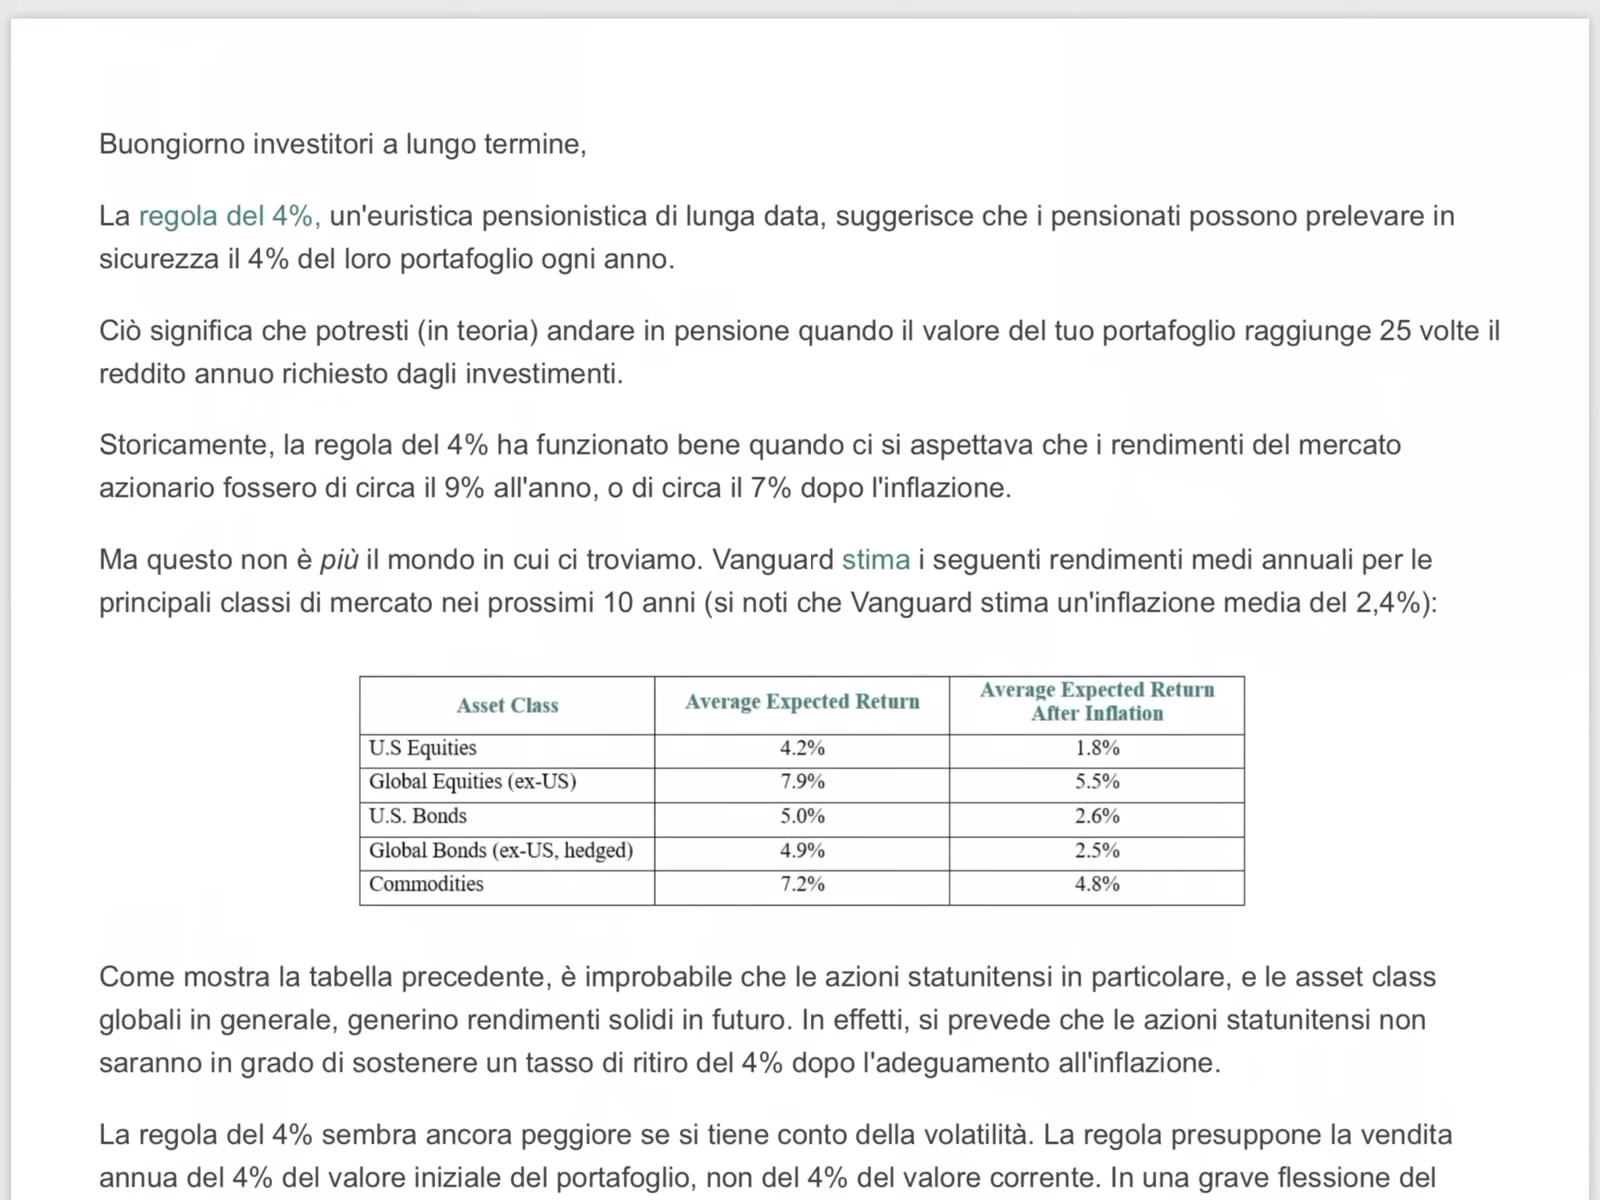 Buongiorno investitori a lungo termine,
La regola del 4%, un'euristica pensionistica di lunga data, suggerisce che i pensionati possono prelevare in
sicurezza il 4% del loro portafoglio ogni anno.
Ciò significa che potresti (in teoria) andare in pensione quando il valore del tuo portafoglio raggiunge 25 volte il
reddito annuo richiesto dagli investimenti.
Storicamente, la regola del 4% ha funzionato bene quando ci si aspettava che i rendimenti del mercato
azionario fossero di circa il 9% all'anno, o di circa il 7% dopo l'inflazione.
Ma questo non è più il mondo in cui ci troviamo. Vanguard stima i seguenti rendimenti medi annuali per le
principali classi di mercato nei prossimi 10 anni (si noti che Vanguard stima un'inflazione media del 2,4%):
Asset Class Average Expected Return Average Expected Return
After Inflation
U.S Equities 4.2% 1.8%
Global Equities (ex-US) 7.9% 5.5%
U.S. Bonds 5.0% 2.6%
Global Bonds (ex-US, hedged) 4.9% 2.5%
Commodities 7.2% 4.8%
Come mostra la tabella precedente, è improbabile che le azioni statunitensi in particolare, e le asset class
globali in generale, generino rendimenti solidi in futuro. In effetti, si prevede che le azioni statunitensi non
saranno in grado di sostenere un tasso di ritiro del 4% dopo l'adeguamento all'inflazione.
La regola del 4% sembra ancora peggiore se si tiene conto della volatilità. La regola presuppone la vendita
annua del 4% del valore iniziale del portafoglio, non del 4% del valore corrente. In una grave flessione del